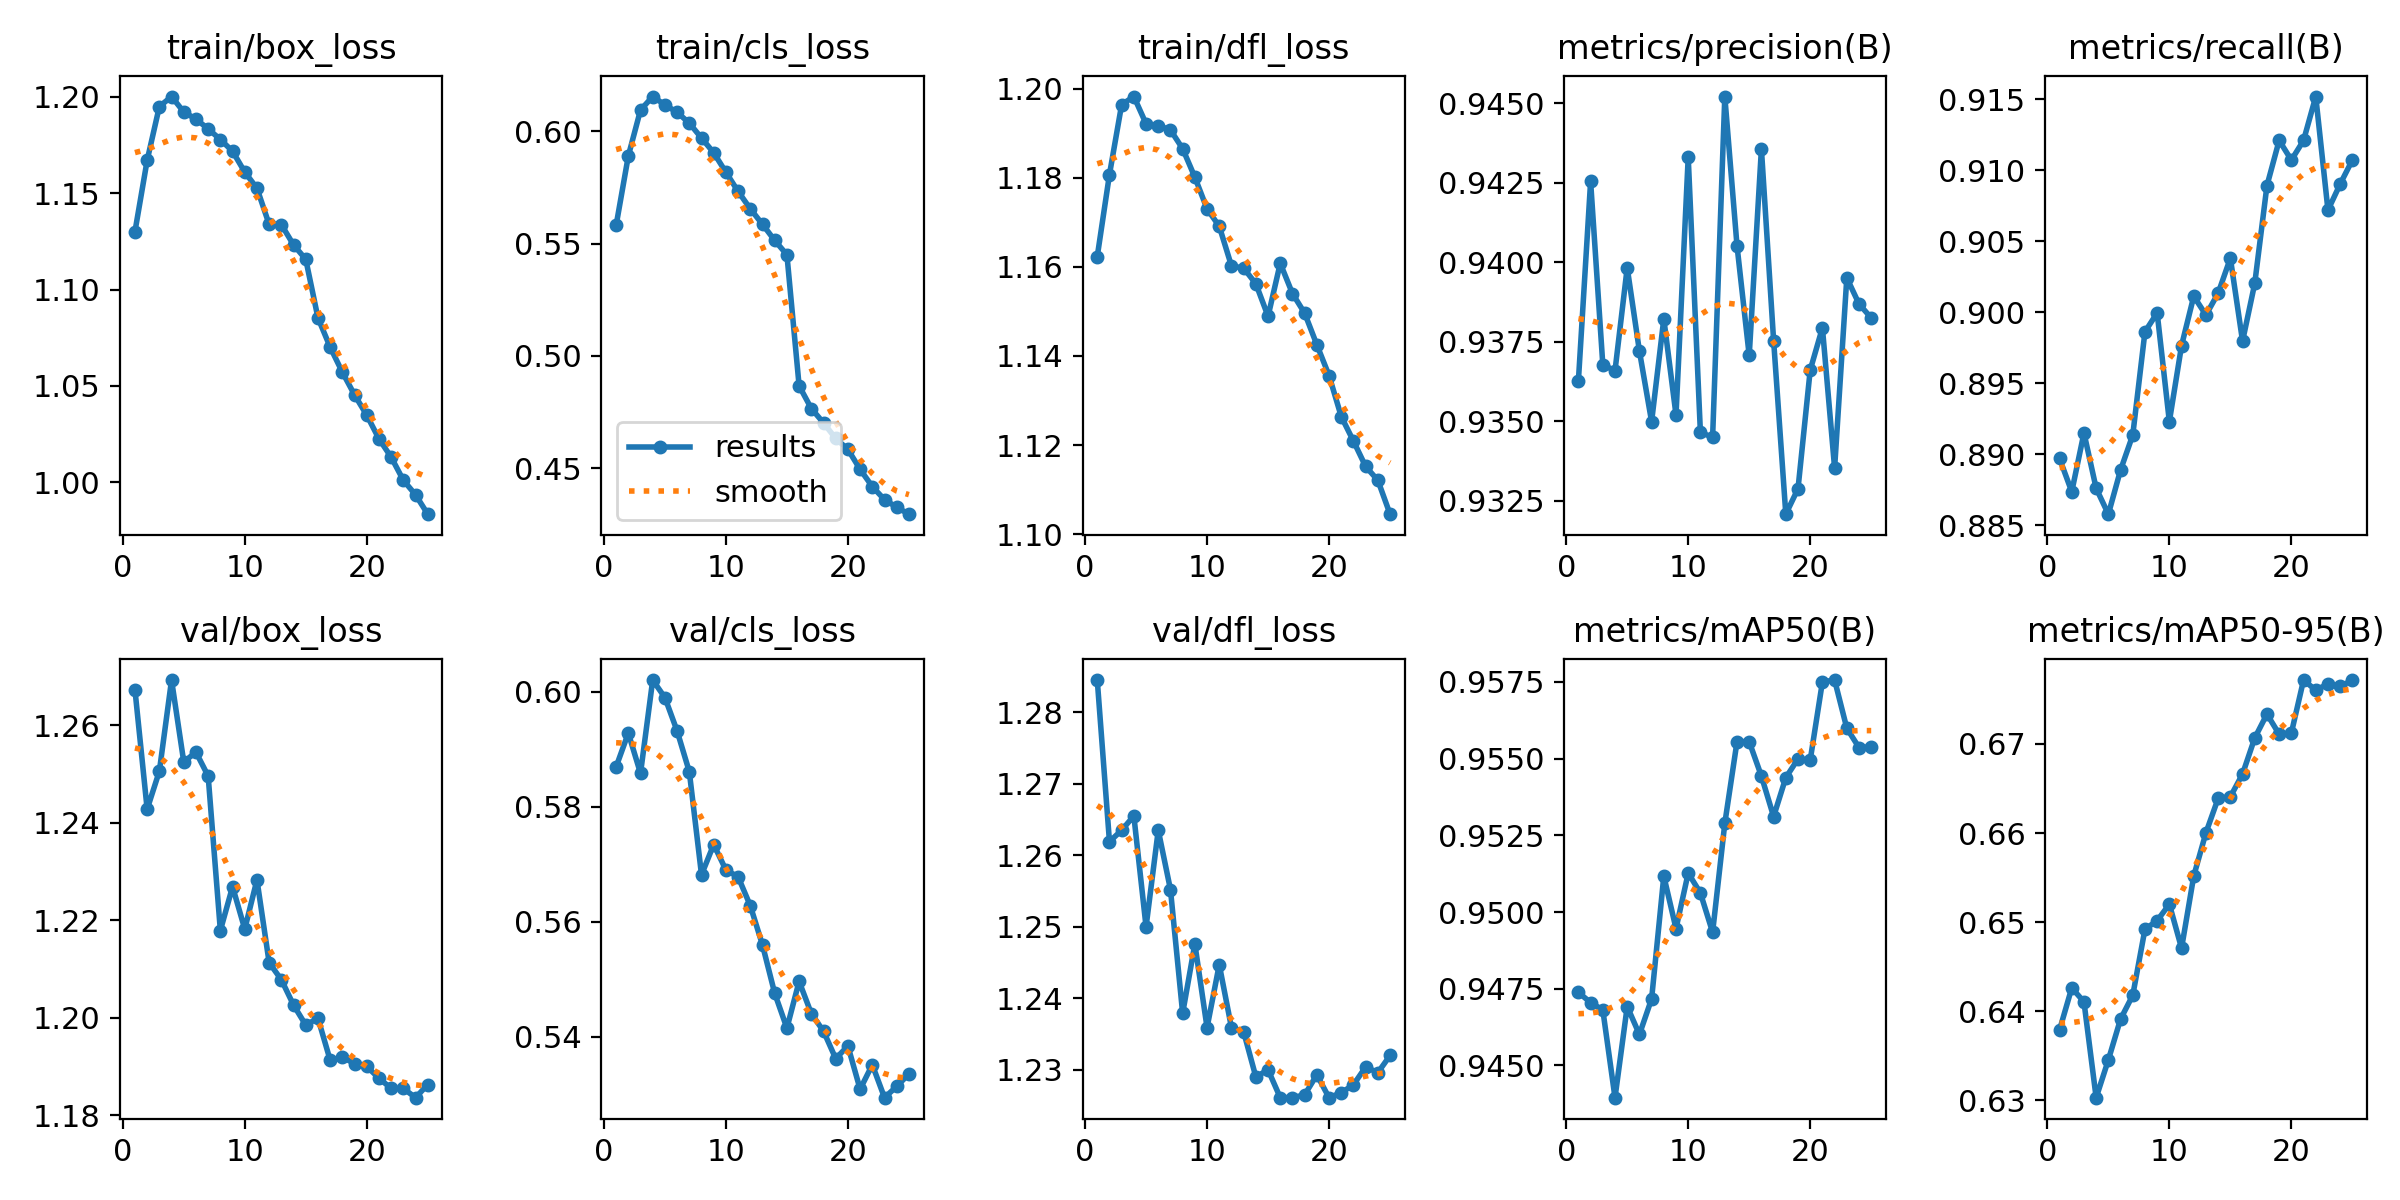 train/box_loss
1.20
1.15
1.10
1.05
1.00
0 10 20
train/cls_loss
0.60
0.55
0.50
0.45
results
smooth
0 10 20
train/dfl_loss
1.20
1.18
1.16
1.14
1.12
1.10
0 10 20
metrics/precision(B)
0.9450
0.9425
0.9400
0.9375
0.9350
0.9325
0 10 20
metrics/recall(B)
0.915
0.910
0.905
0.900
0.895
0.890
0.885
0 10 20
val/box_loss
1.26
1.24
1.22
1.20
1.18
0 10 20
val/cls_loss
0.60
0.58
0.56
0.54
0 10 20
val/dfl_loss
1.28
1.27
1.26
1.25
1.24
1.23
0 10 20
metrics/mAP50(B)
0.9575
0.9550
0.9525
0.9500
0.9475
0.9450
0 10 20
metrics/mAP50-95(B)
0.67
0.66
0.65
0.64
0.63
0 10 20